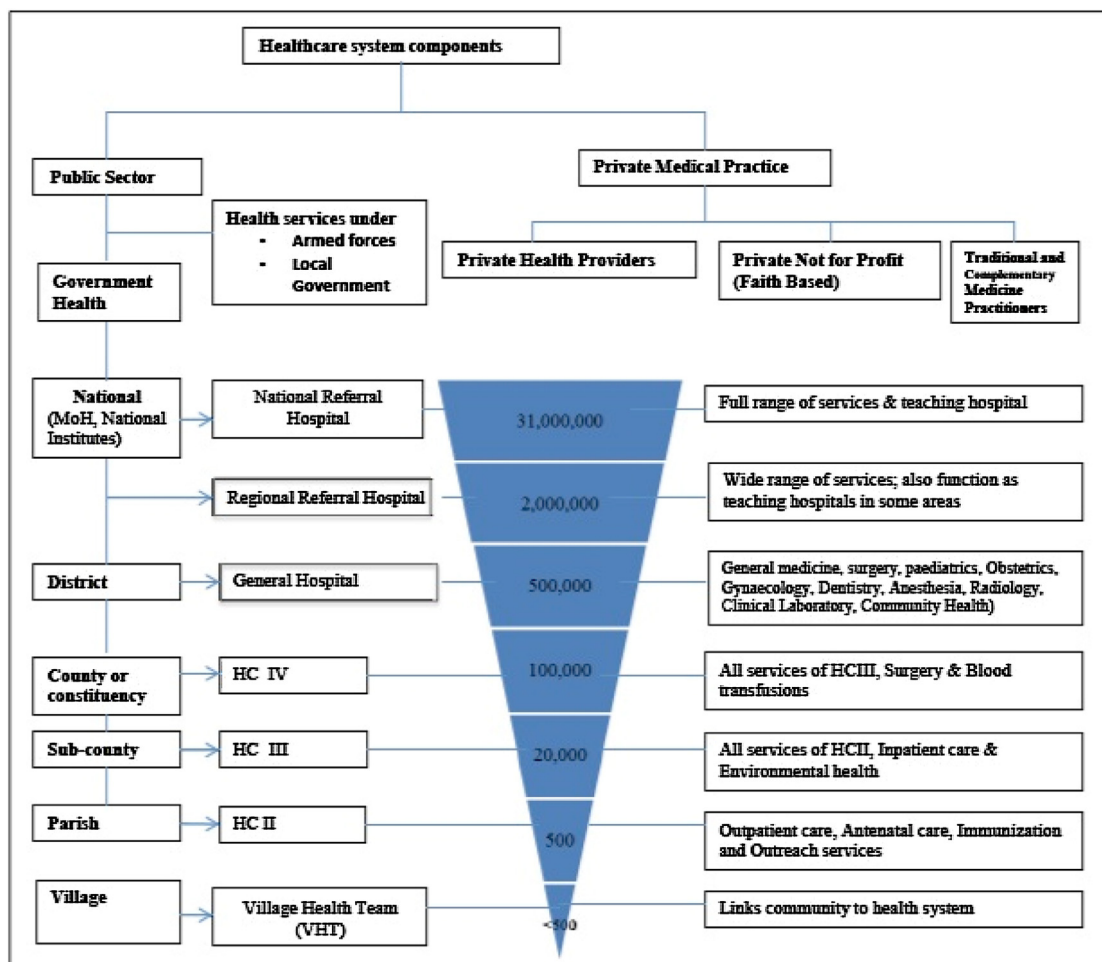 Healthcare system components
Public Sector
Private Medical Practice
Health services under
- Armed forces
- Local
Government
Private Health Providers
Private Not for Profit
(Faith Based)
Traditional and
Complementary
Medicine
Practitioners
Government
Health
National
(MoH, National
Institutes)
National Referral
Hospital
31,000,000
Full range of services & teaching hospital
Regional Referral Hospital
2,000,000
Wide range of services; also function as
teaching hospitals in some areas
District
General Hospital
500,000
General medicine, surgery, paediatrics, Obstetrics,
Gynaecology, Dentistry, Anesthesia, Radiology,
Clinical Laboratory, Community Health)
County or
constituency
HC IV
100,000
All services of HCIII, Surgery & Blood
transfusions
Sub-county
HC III
20,000
All services of HCII, Inpatient care &
Environmental health
Parish
HC II
500
Outpatient care, Antenatal care, Immunization
and Outreach services
Village
Village Health Team
(VHT)
<500
Links community to health system